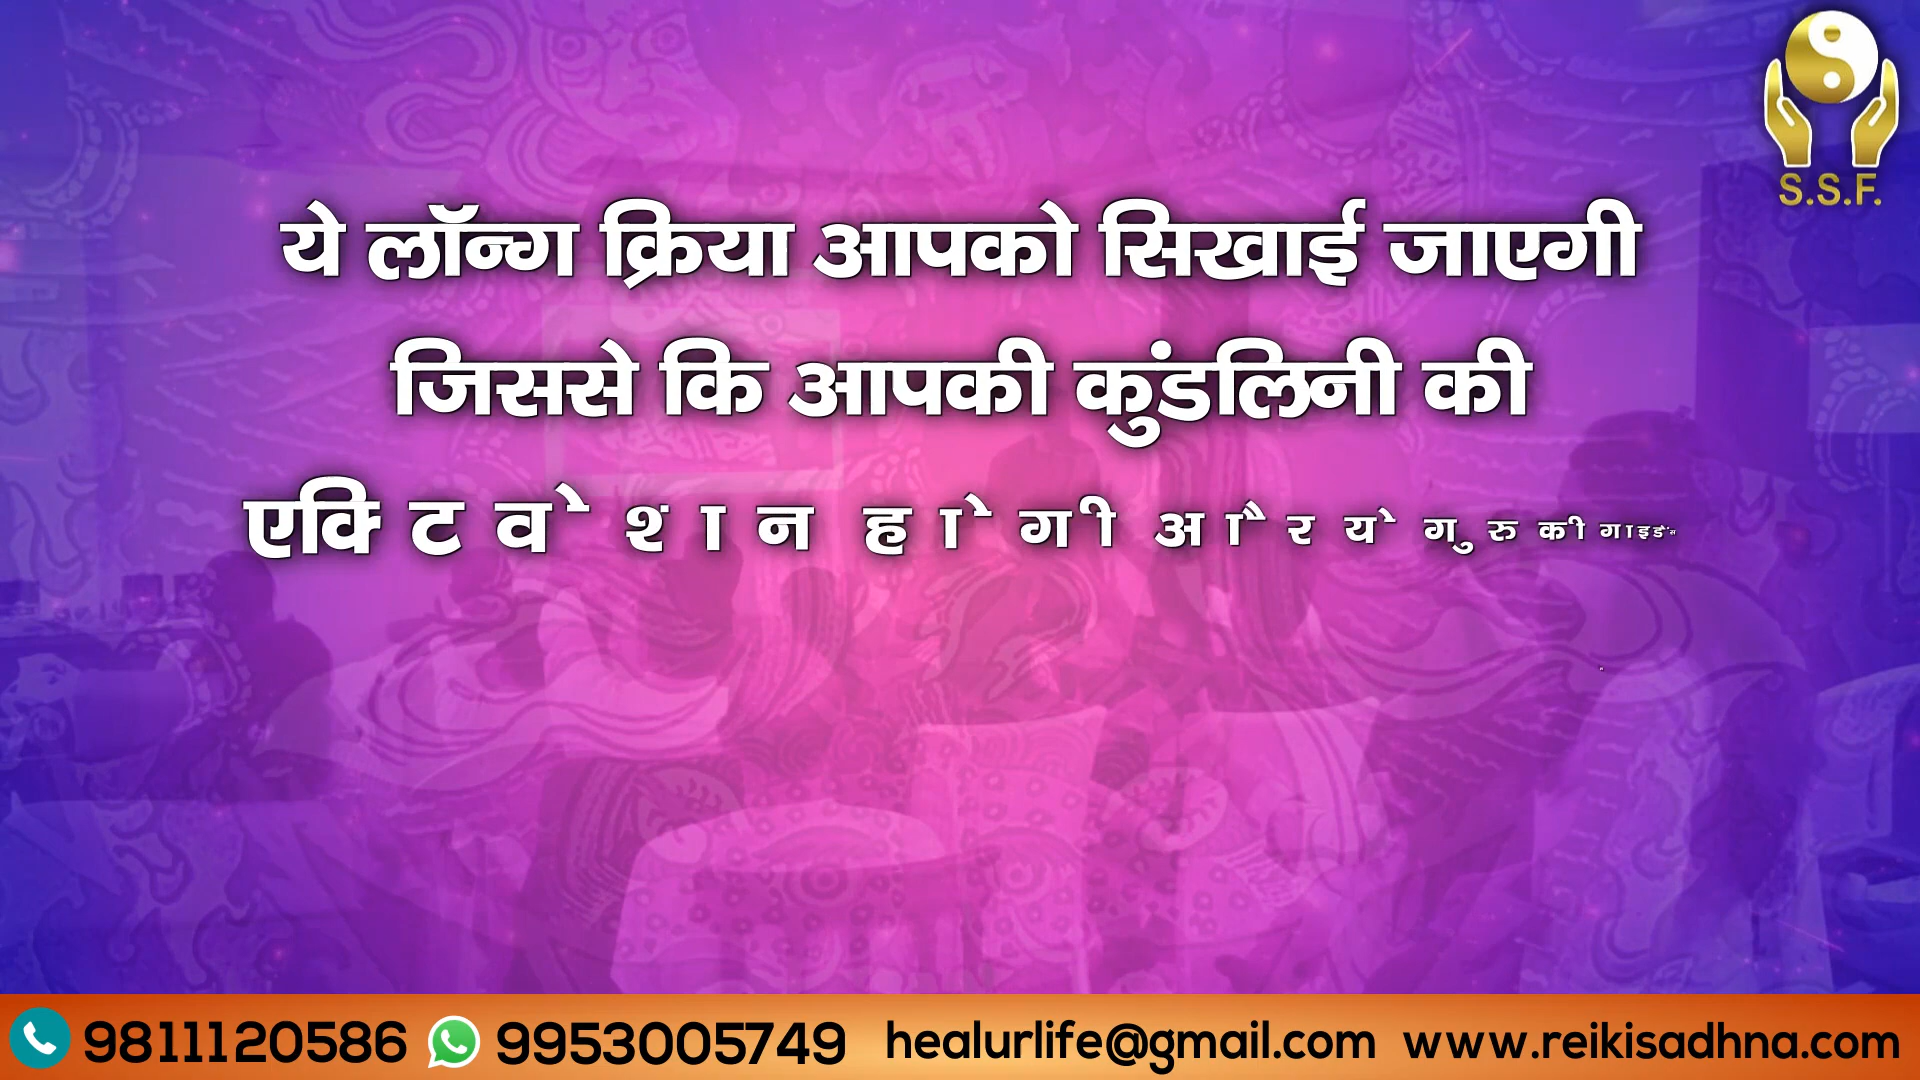 S.S.F.
ये लॉन्ग क्रिया आपको सिखाई जाएगी
जिससे कि आपकी कुंडलिनी की
एक्टिवेशन होगी और ये गुरु की
9811120586 9953005749 healurlife@gmail.com www.reikisadhna.com